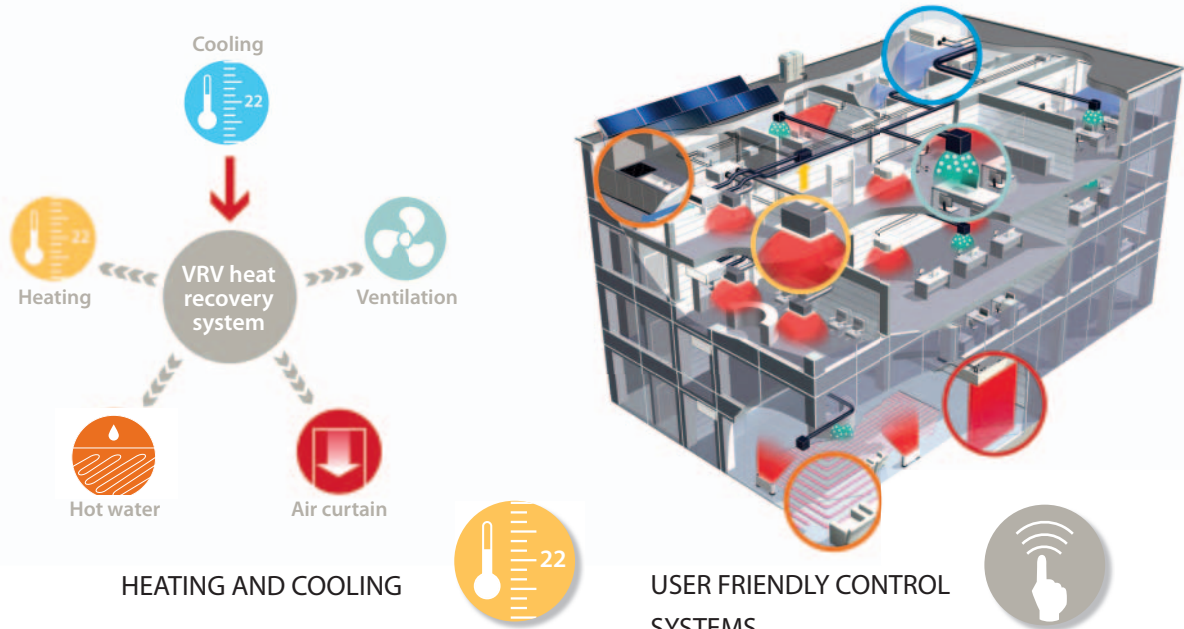 Cooling
22
22
Heating
VRV heat
recovery
system
Ventilation
Hot water
Air curtain
HEATING AND COOLING
22
USER FRIENDLY CONTROL
SYSTEMS